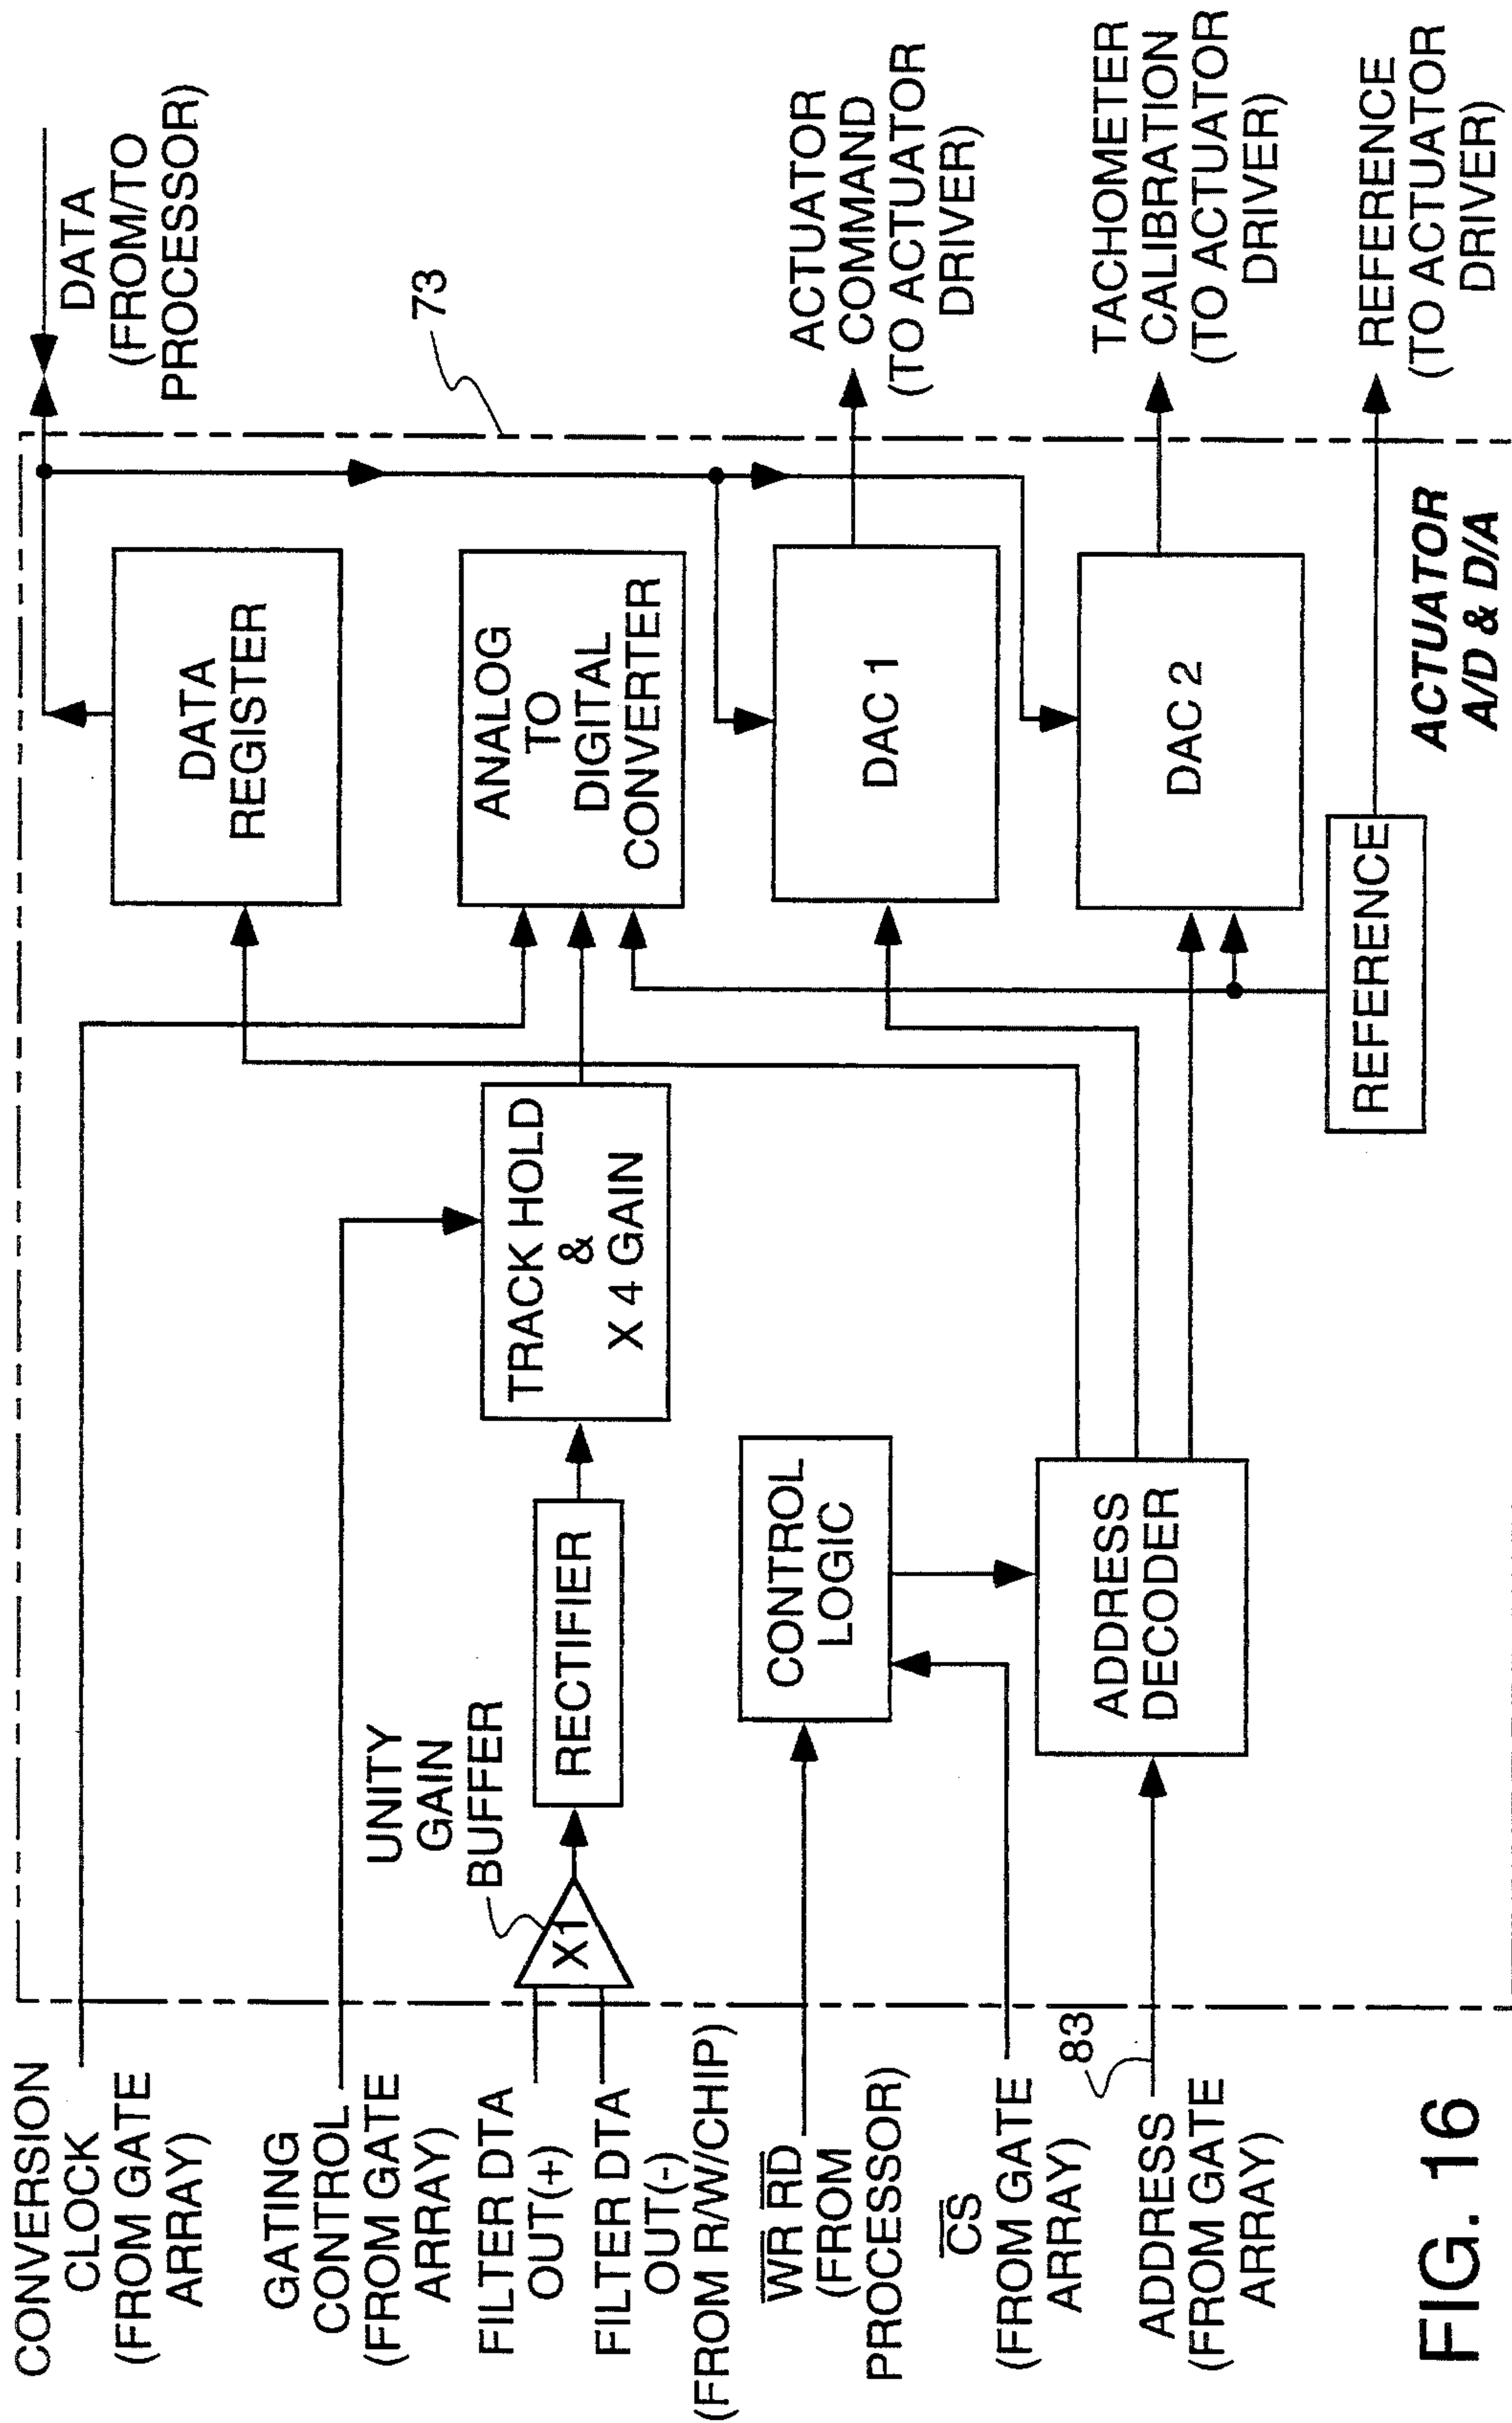 CONVERSION
CLOCK
(FROM GATE
ARRAY)
GATING
CONTROL
(FROM GATE
ARRAY)
FILTER DTA
OUT(+)
FILTER DTA
OUT(-)
(FROM R/W/CHIP)
WR RD
(FROM
PROCESSOR)
CS
(FROM GATE
ARRAY)
83
ADDRESS
(FROM GATE
ARRAY)
UNITY
GAIN
BUFFER
X1
RECTIFIER
TRACK HOLD
&
X 4 GAIN
CONTROL
LOGIC
ADDRESS
DECODER
DATA
REGISTER
ANALOG
TO
DIGITAL
CONVERTER
DAC 1
DAC 2
REFERENCE
ACTUATOR
A/D & D/A
73
DATA
(FROM/TO
PROCESSOR)
ACTUATOR
COMMAND
(TO ACTUATOR
DRIVER)
TACHOMETER
CALIBRATION
(TO ACTUATOR
DRIVER)
REFERENCE
(TO ACTUATOR
DRIVER)
FIG. 16